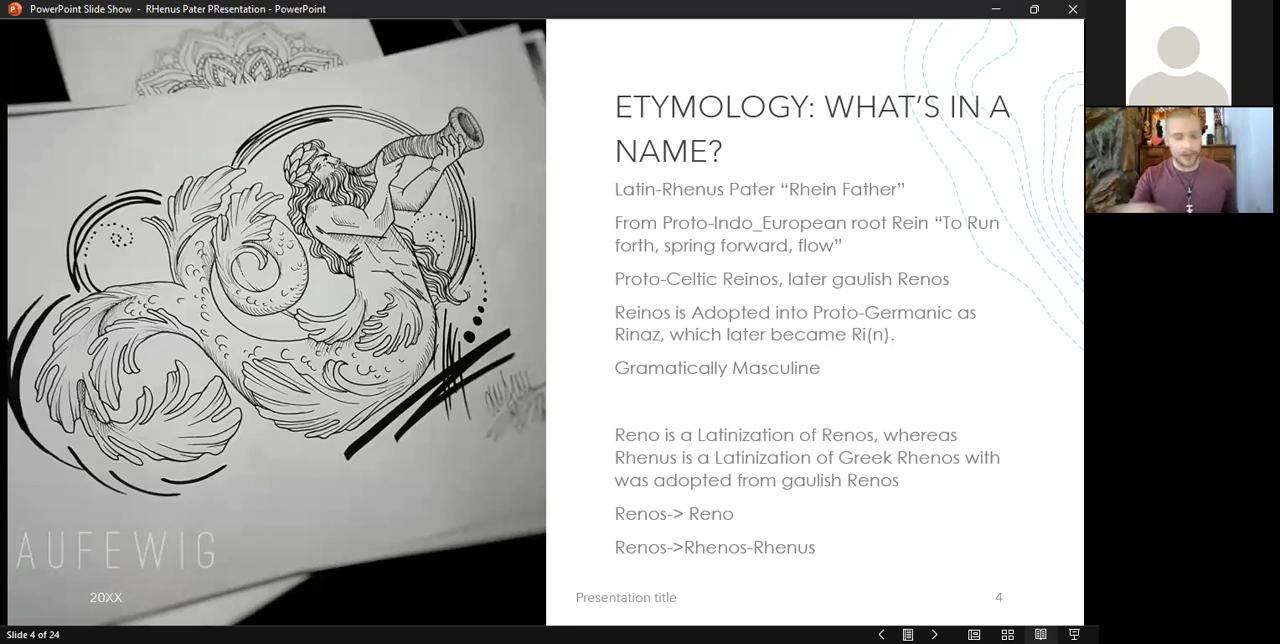 PowerPoint Slide Show - RHenus Pater PResentation - PowerPoint
ETYMOLOGY: WHAT'S IN A
NAME?
Latin-Rhenus Pater “Rhein Father”
From Proto-Indo_European root Rein “To Run
forth, spring forward, flow”
Proto-Celtic Reinos, later gaulish Renos
Reinos is Adopted into Proto-Germanic as
Rinaz, which later became Ri(n).
Gramatically Masculine
Reno is a Latinization of Renos, whereas
Rhenus is a Latinization of Greek Rhenos with
was adopted from gaulish Renos
Renos-> Reno
Renos->Rhenos-Rhenus
AUFEWIG
20XX
Presentation title
4
Slide 4 of 24